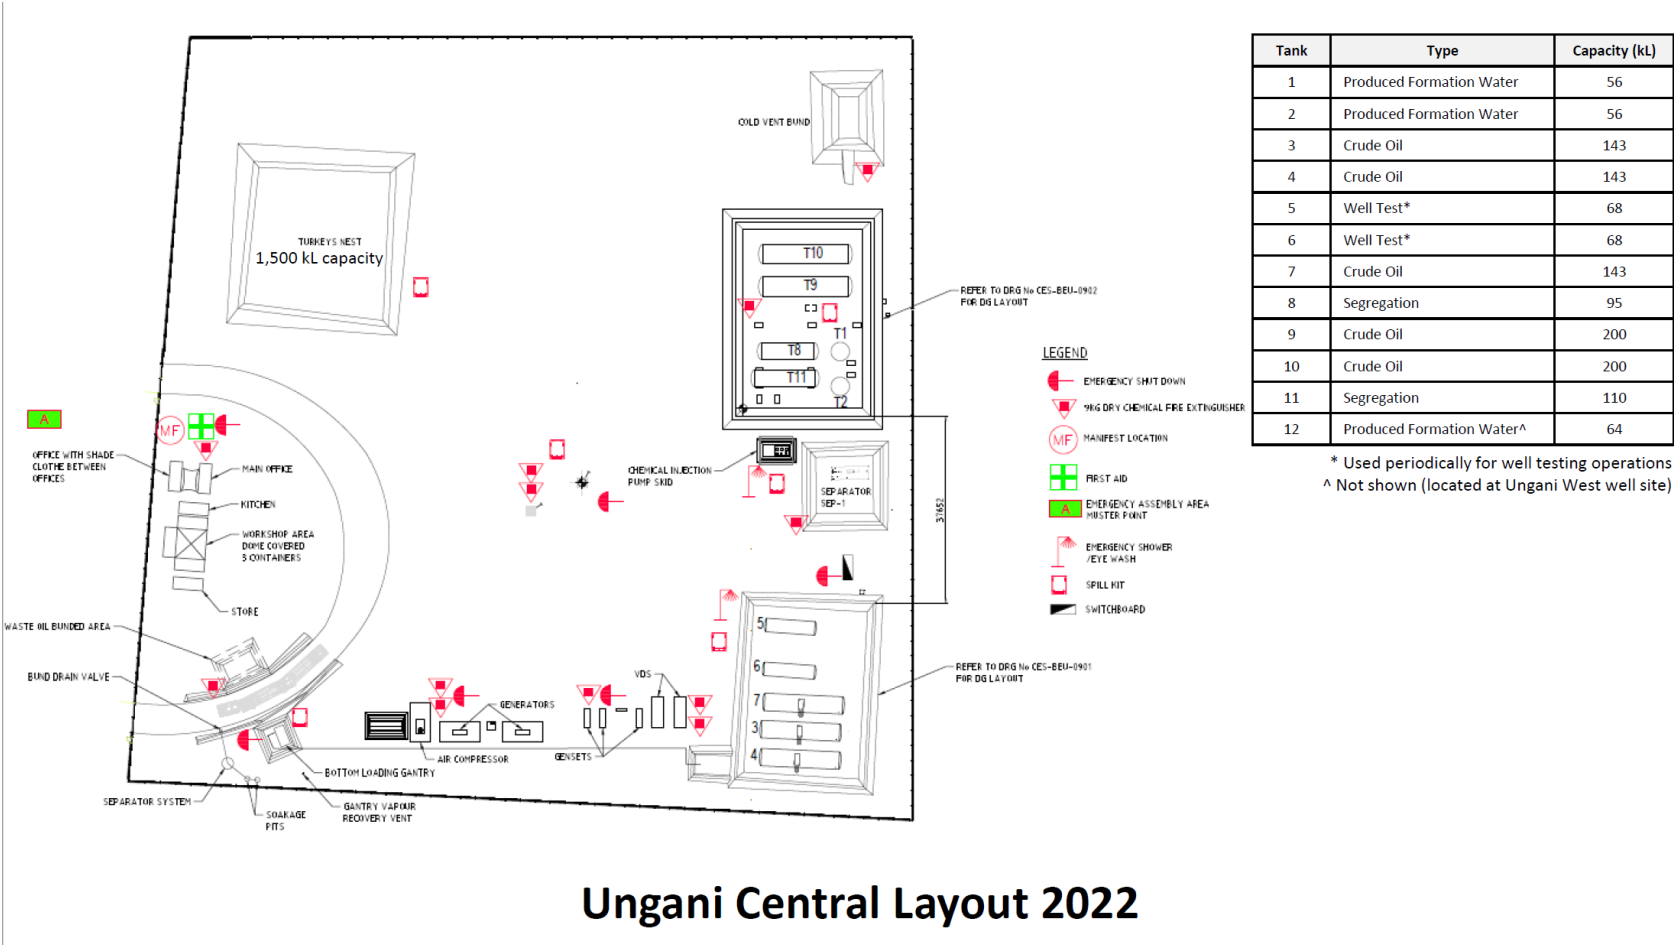 COLD VENT BUND
TURKEYS NEST
1,500 kL capacity
T10
T9
T1
T8
T11
T2
REFER TO DRG No CES-BEU-0902
FOR DG LAYOUT
A
MF
OFFICE WITH SHADE
CLOTHE BETWEEN
OFFICES
MAIN OFFICE
KITCHEN
WORKSHOP AREA
DOME COVERED
3 CONTAINERS
STORE
WASTE OIL BUNDED AREA
BUND DRAIN VALVE
CHEMICAL INJECTION
PUMP SKID
SEPARATOR
SEP-1
37652
5
6
7
3
4
REFER TO DRG No CES-BEU-0901
FOR DG LAYOUT
VDS
GENERATORS
GENSETS
AIR COMPRESSOR
BOTTOM LOADING GANTRY
SEPARATOR SYSTEM
SOAKAGE
PITS
GANTRY VAPOUR
RECOVERY VENT
LEGEND
EMERGENCY SHUT DOWN
9KG DRY CHEMICAL FIRE EXTINGUISHER
MF MANIFEST LOCATION
FIRST AID
A EMERGENCY ASSEMBLY AREA
MUSTER POINT
EMERGENCY SHOWER
/EYE WASH
SPILL KIT
SWITCHBOARD
Tank Type Capacity (kL)
1 Produced Formation Water 56
2 Produced Formation Water 56
3 Crude Oil 143
4 Crude Oil 143
5 Well Test* 68
6 Well Test* 68
7 Crude Oil 143
8 Segregation 95
9 Crude Oil 200
10 Crude Oil 200
11 Segregation 110
12 Produced Formation Water^ 64
* Used periodically for well testing operations
^ Not shown (located at Ungani West well site)
Ungani Central Layout 2022